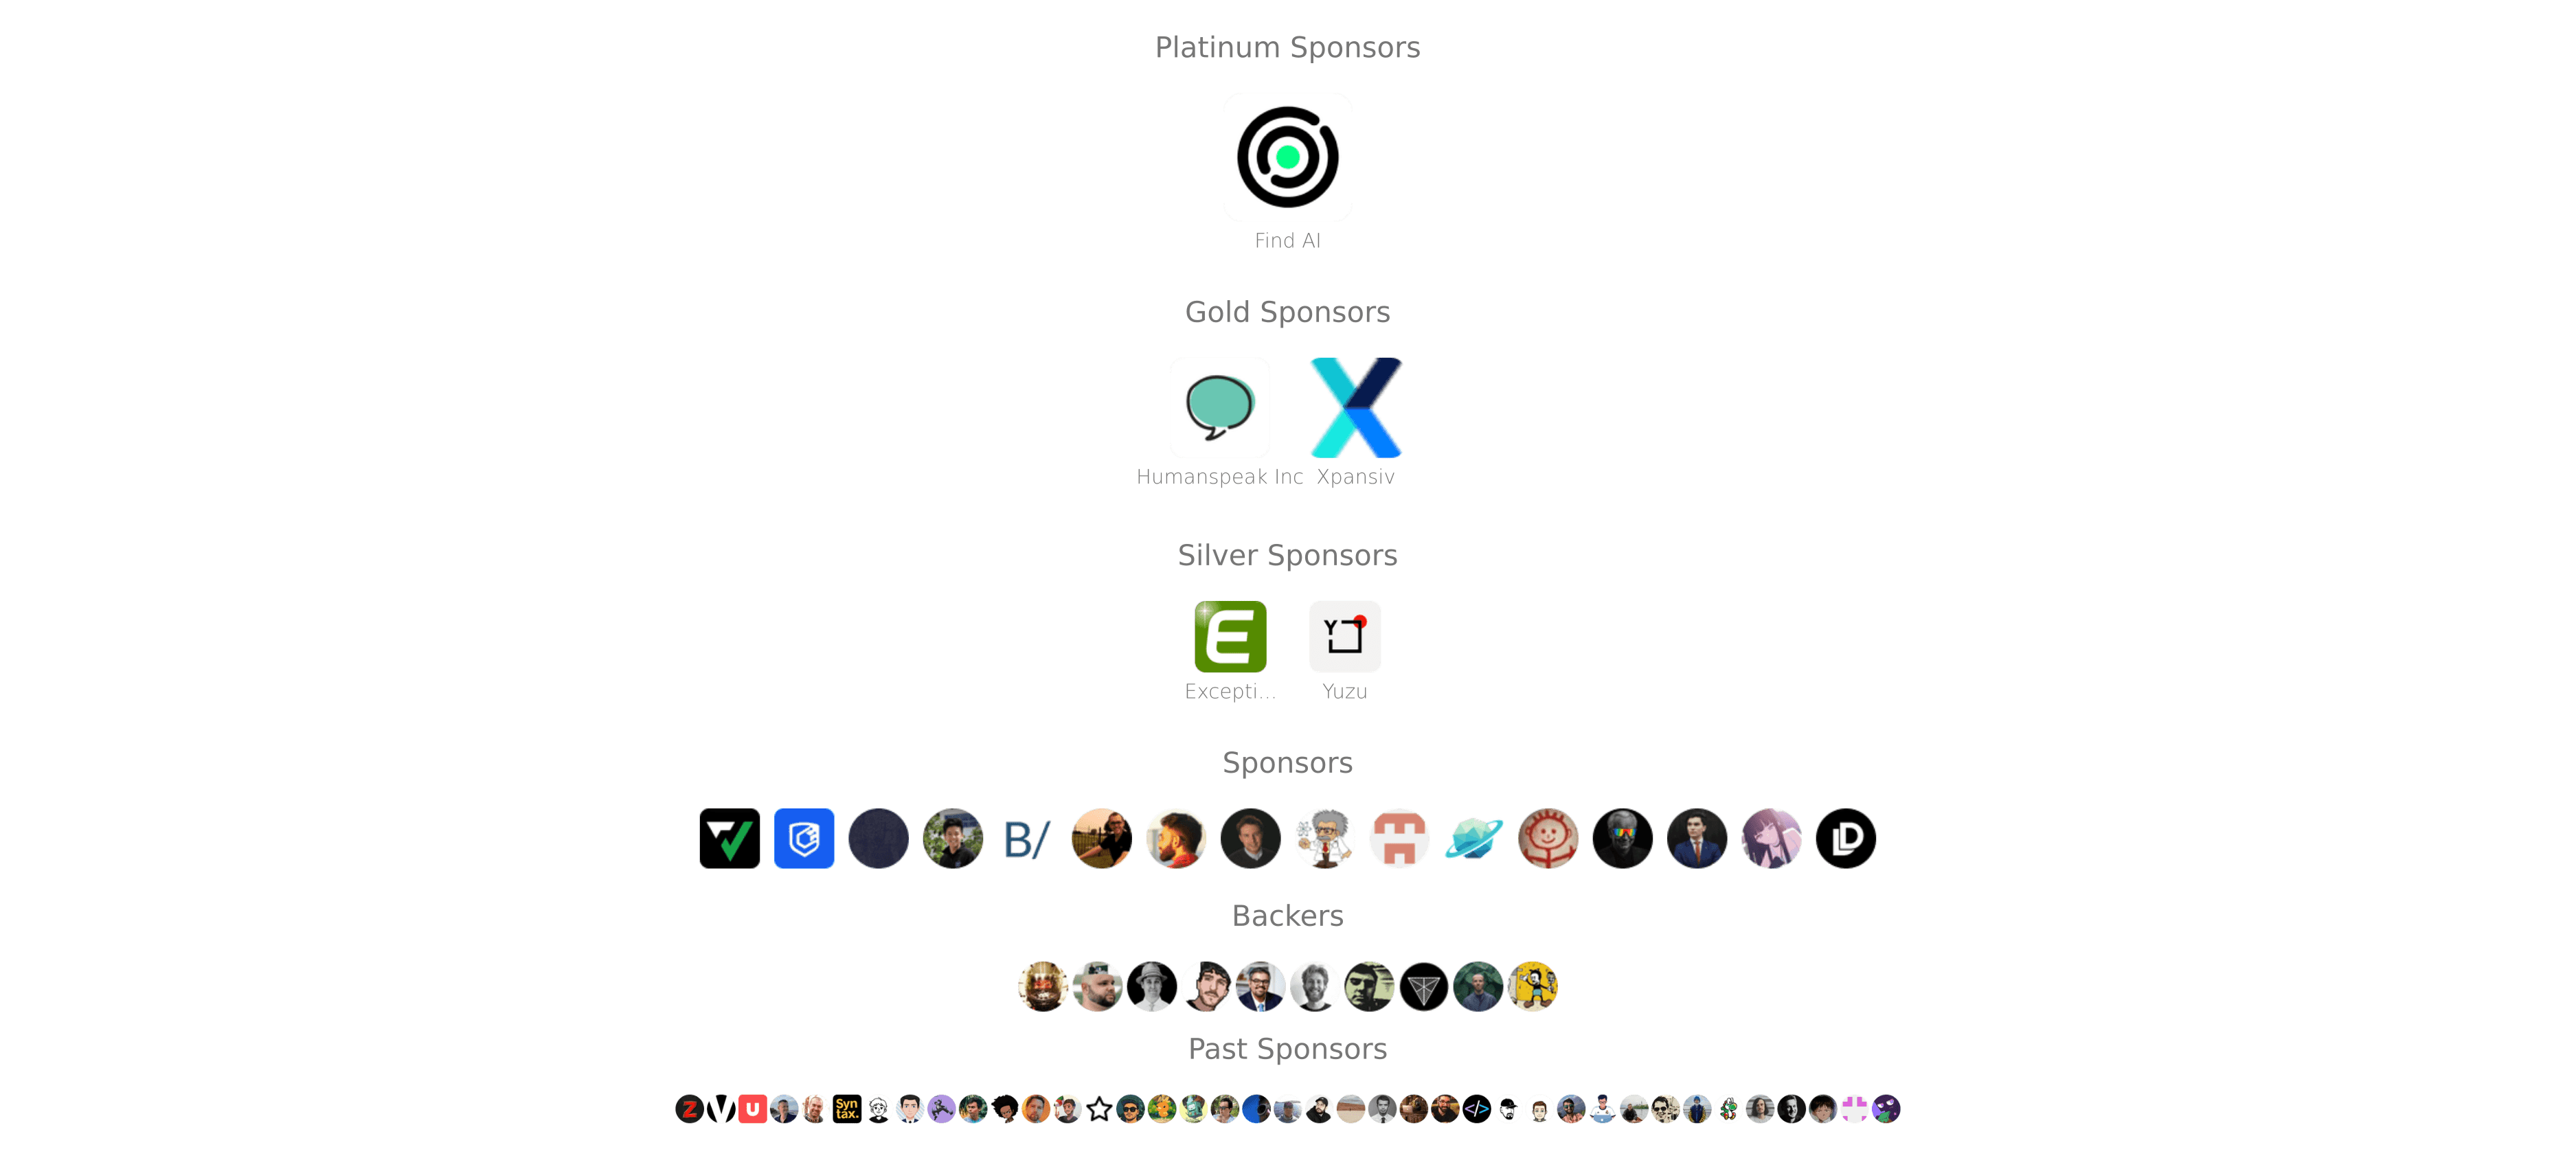 Platinum Sponsors
Find AI
Gold Sponsors
Humanspeak Inc Xpansiv
Silver Sponsors
E Y
Excepti... Yuzu
Sponsors
B/ D
Backers
Past Sponsors
Z V U Syn
tax. </>